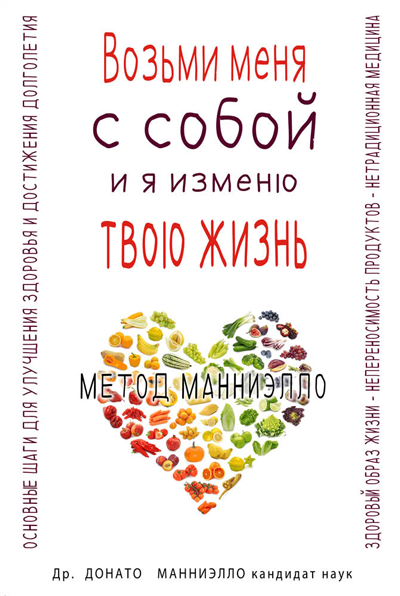 Возьми меня
с собой
и я изменю
твою жизнь
МЕТОД МАННИЭЛЛО
ОСНОВНЫЕ ШАГИ ДЛЯ УЛУЧШЕНИЯ ЗДОРОВЬЯ И ДОСТИЖЕНИЯ ДОЛГОЛЕТИЯ
ЗДОРОВЫЙ ОБРАЗ ЖИЗНИ - НЕПЕРЕНОСИМОСТЬ ПРОДУКТОВ - НЕТРАДИЦИОННАЯ МЕДИЦИНА
Др. ДОНАТО МАННИЭЛЛО кандидат наук